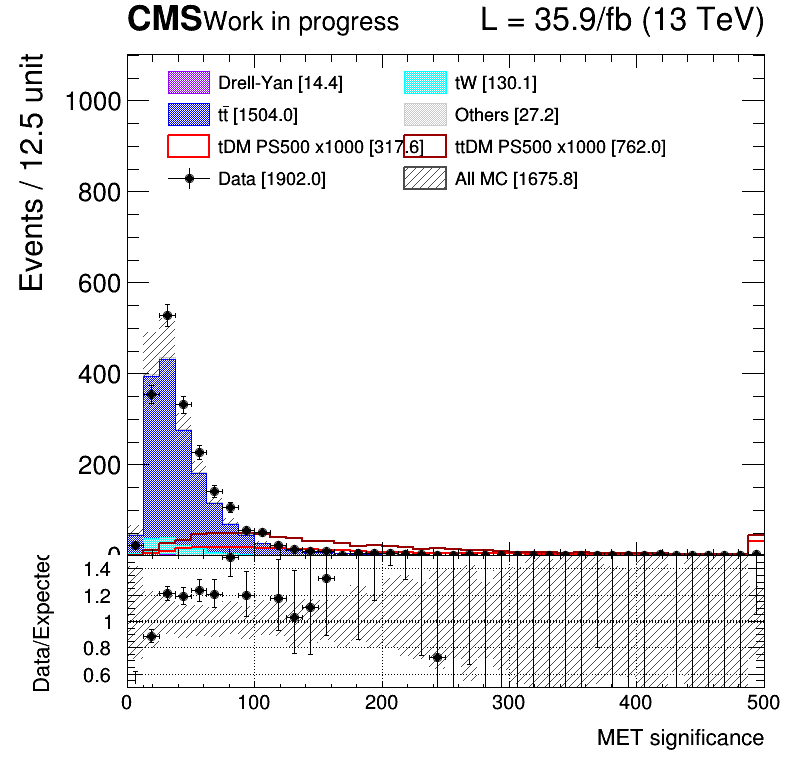 CMS Work in progress L = 35.9/fb (13 TeV)
Events / 12.5 unit
1000
800
600
400
200
0
Drell-Yan [14.4] tW [130.1]
tt̄ [1504.0] Others [27.2]
tDM PS500 x1000 [317.6] ttDM PS500 x1000 [762.0]
Data [1902.0] All MC [1675.8]
Data/Expected
1.4
1.2
1
0.8
0.6
0 100 200 300 400 500
MET significance